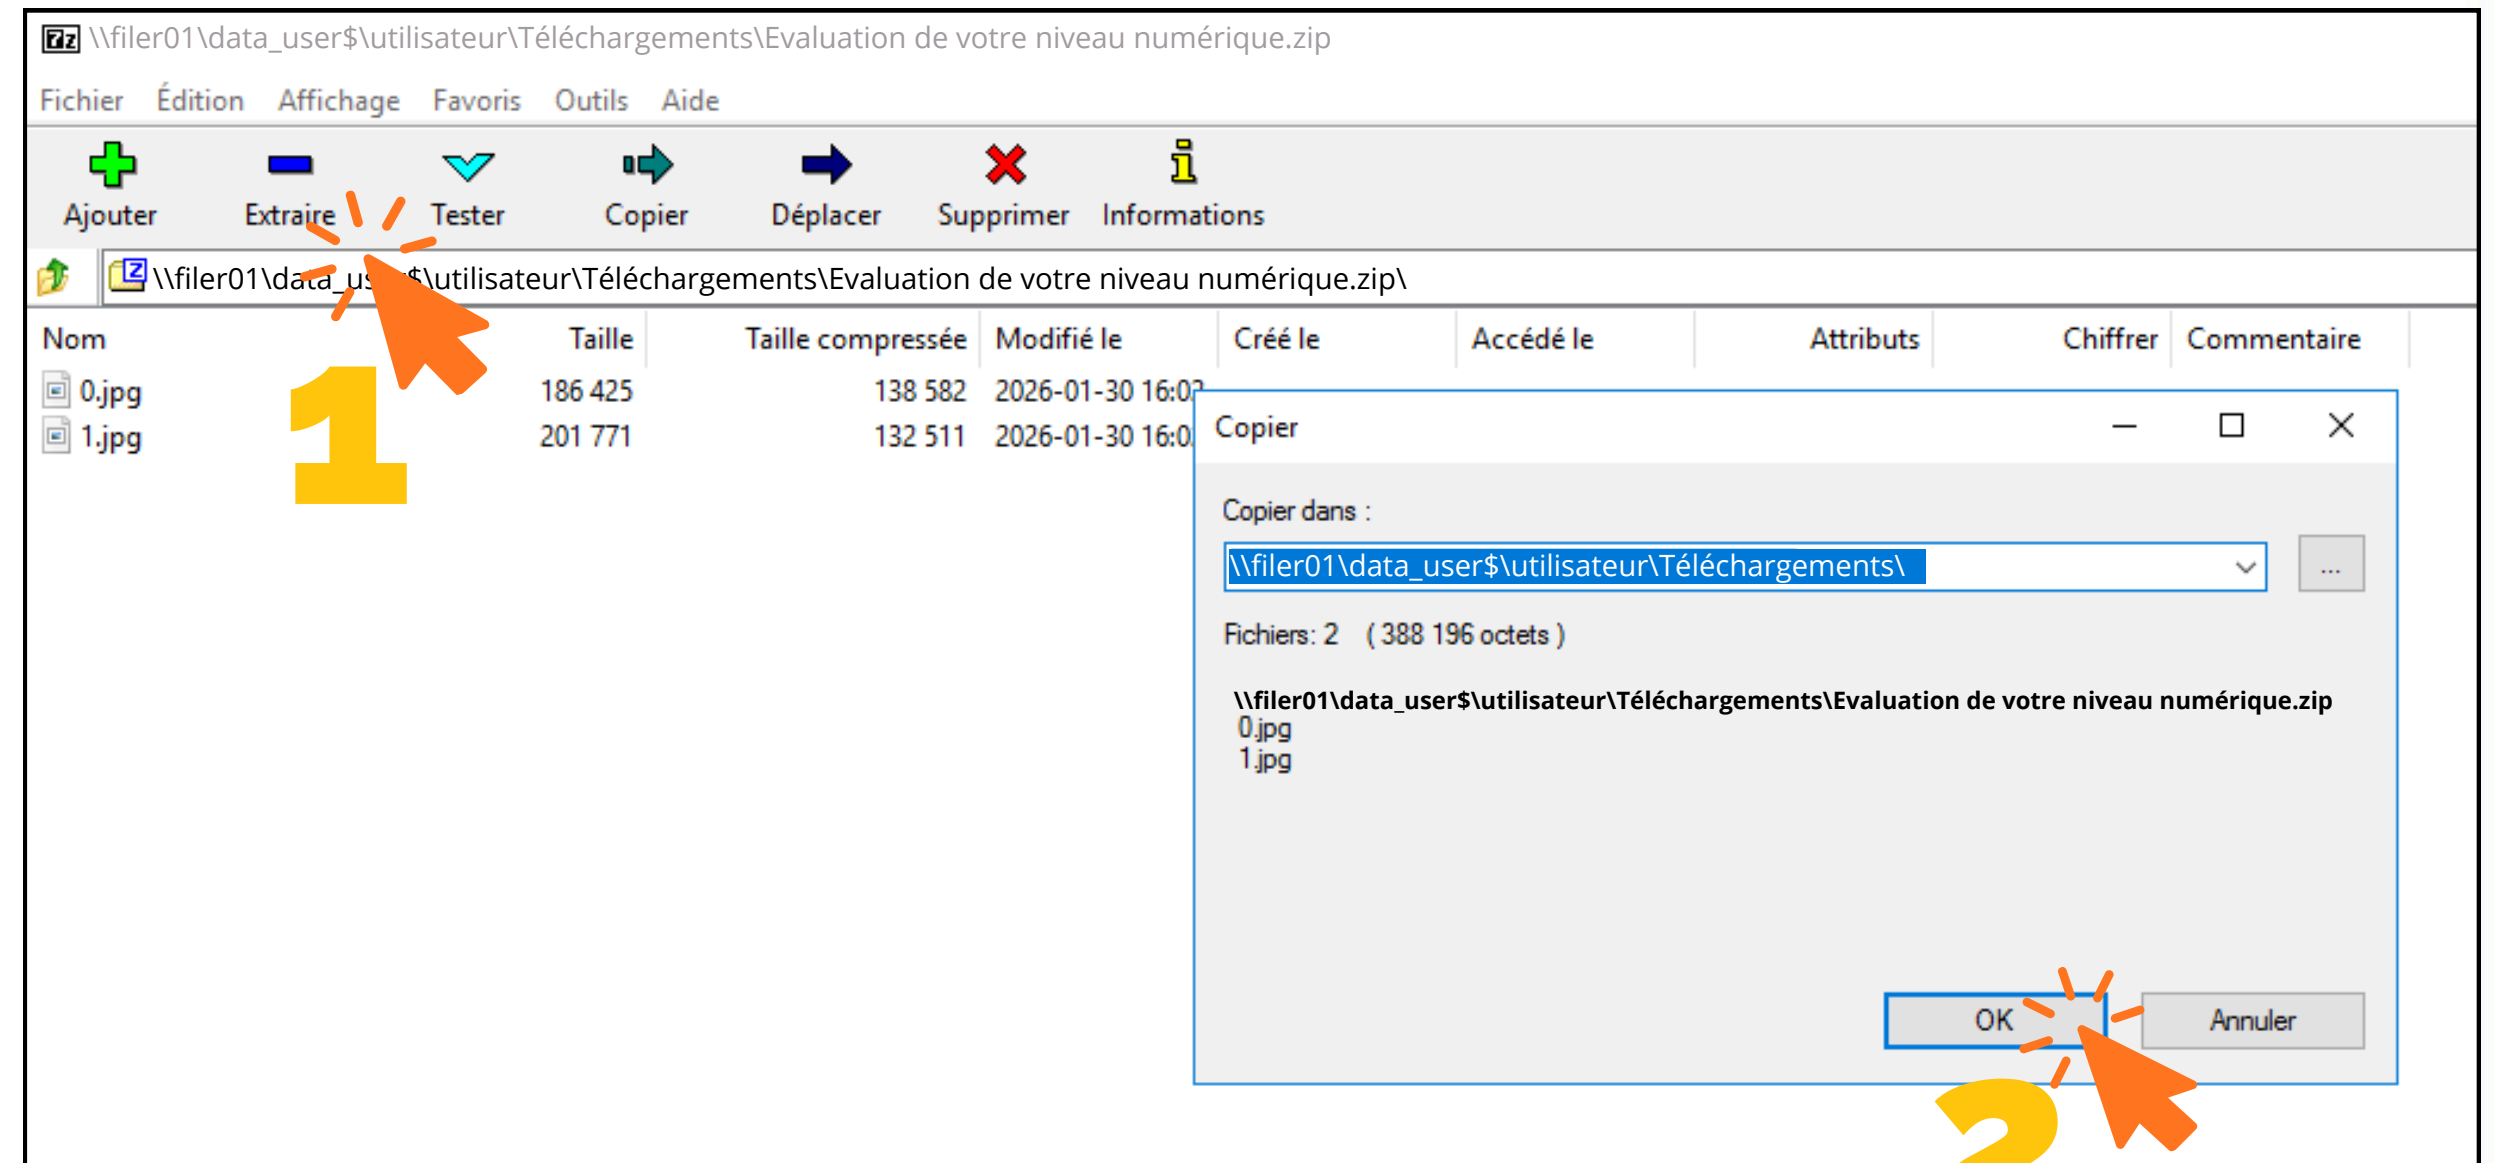 7z \\filer01\data_user$\utilisateur\Téléchargements\Evaluation de votre niveau numérique.zip
Fichier Édition Affichage Favoris Outils Aide
Ajouter Extraire Tester Copier Déplacer Supprimer Informations
\\filer01\data_user$\utilisateur\Téléchargements\Evaluation de votre niveau numérique.zip\
Nom Taille Taille compressée Modifié le Créé le Accédé le Attributs Chiffrer Commentaire
0.jpg 186 425 138 582 2026-01-30 16:02
1.jpg 201 771 132 511 2026-01-30 16:0
1
Copier
Copier dans :
\\filer01\data_user$\utilisateur\Téléchargements\
...
Fichiers: 2 ( 388 196 octets )
\\filer01\data_user$\utilisateur\Téléchargements\Evaluation de votre niveau numérique.zip
0.jpg
1.jpg
OK Annuler
2